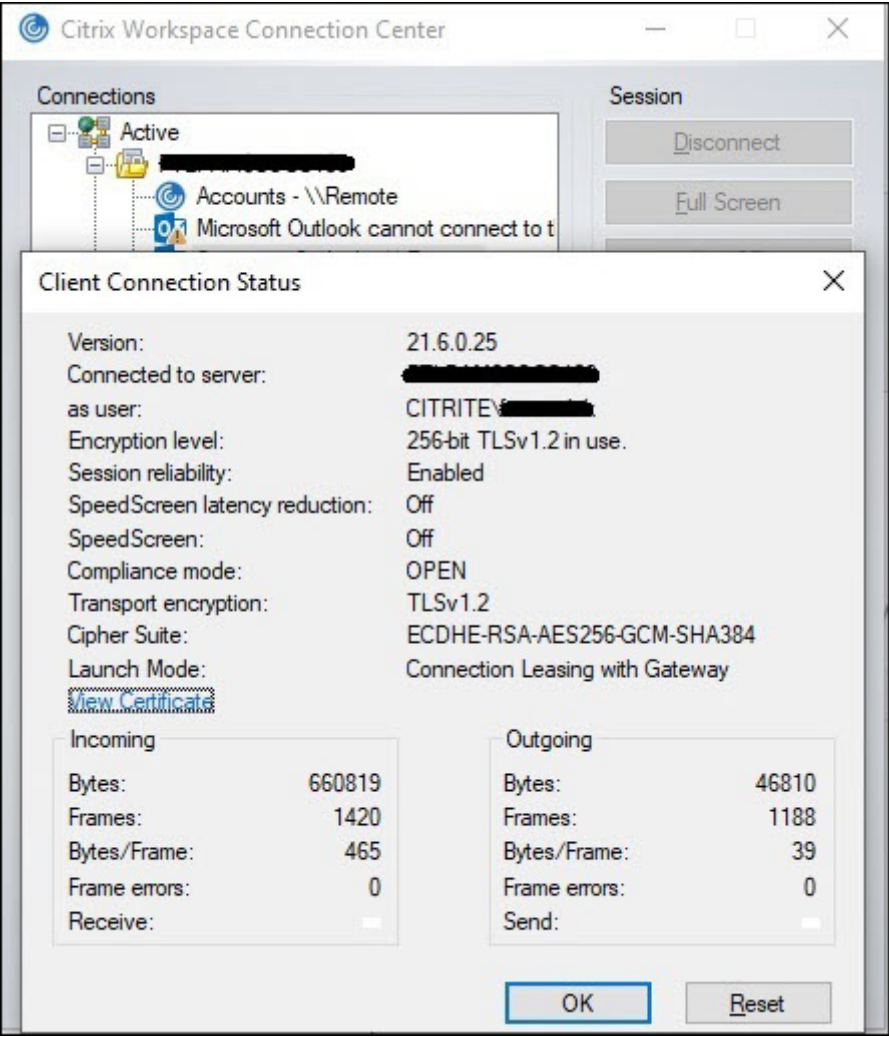 Citrix Workspace Connection Center
Connections
Session
Active
Disconnect
Accounts - \\Remote
Full Screen
Microsoft Outlook cannot connect to t
Client Connection Status
Version: 21.6.0.25
Connected to server:
as user: CITRITE\
Encryption level: 256-bit TLSv1.2 in use.
Session reliability: Enabled
SpeedScreen latency reduction: Off
SpeedScreen: Off
Compliance mode: OPEN
Transport encryption: TLSv1.2
Cipher Suite: ECDHE-RSA-AES256-GCM-SHA384
Launch Mode: Connection Leasing with Gateway
View Certificate
Incoming
Bytes: 660819
Frames: 1420
Bytes/Frame: 465
Frame errors: 0
Receive:
Outgoing
Bytes: 46810
Frames: 1188
Bytes/Frame: 39
Frame errors: 0
Send:
OK
Reset